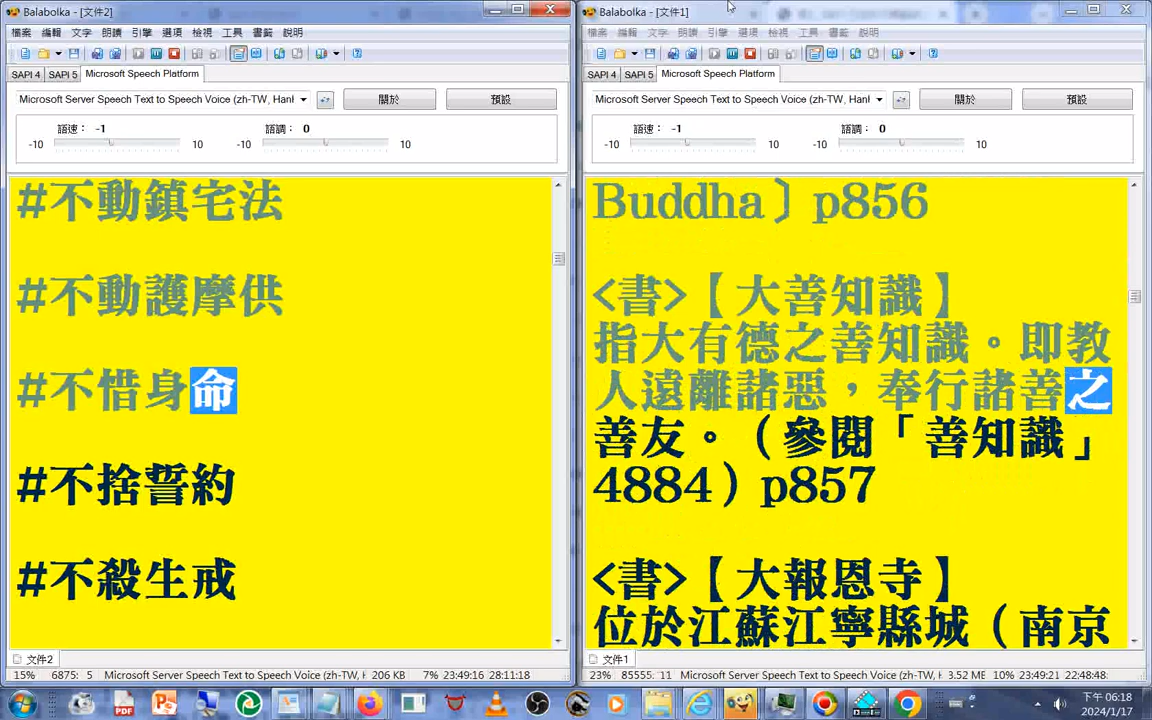 Balabolka - [文件2]
檔案 編輯 文字 朗讀 引擎 選項 檢視 工具 書籤 說明
SAPI 4 SAPI 5 Microsoft Speech Platform
Microsoft Server Speech Text to Speech Voice (zh-TW, Hanl
關於 預設
語速： -1 語調： 0
-10 10 -10 10
#不動鎮宅法
#不動護摩供
#不惜身命
#不捨誓約
#不殺生戒
文件2
15% 6875: 5 Microsoft Server Speech Text to Speech Voice (zh-TW, H 206 KB 7% 23:49:16 28:11:18
Balabolka - [文件1]
檔案 編輯 文字 朗讀 引擎 選項 檢視 工具 書籤 說明
SAPI 4 SAPI 5 Microsoft Speech Platform
Microsoft Server Speech Text to Speech Voice (zh-TW, Hanl
關於 預設
語速： -1 語調： 0
-10 10 -10 10
Buddha〕p856
<書>【大善知識】
指大有德之善知識。即教
人遠離諸惡，奉行諸善之
善友。（參閱「善知識」
4884）p857
<書>【大報恩寺】
位於江蘇江寧縣城（南京
文件1
23% 85555: 11 Microsoft Server Speech Text to Speech Voice (zh-TW, H 3.52 MB 10% 23:49:21 22:48:48
下午 06:18
2024/1/17